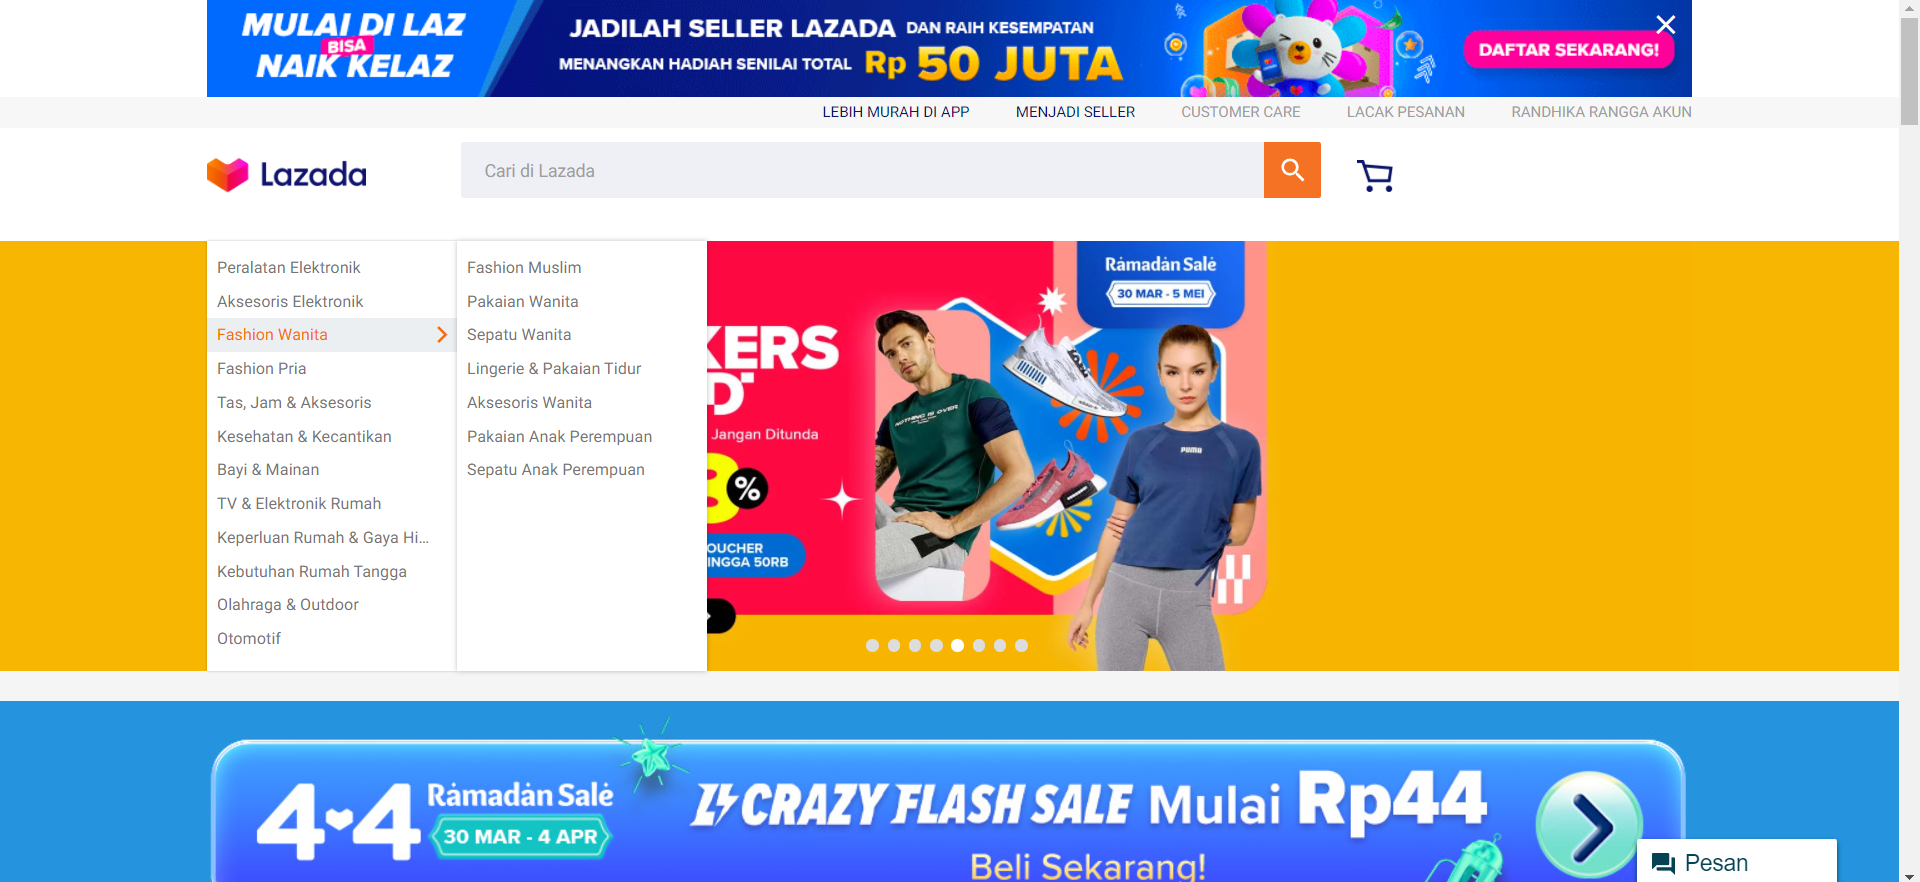 MULAI DI LAZ
BISA
NAIK KELAZ
JADILAH SELLER LAZADA DAN RAIH KESEMPATAN
MENANGKAN HADIAH SENILAI TOTAL Rp 50 JUTA
DAFTAR SEKARANG!
LEBIH MURAH DI APP
MENJADI SELLER
CUSTOMER CARE
LACAK PESANAN
RANDHIKA RANGGA AKUN
Lazada
Cari di Lazada
Peralatan Elektronik
Aksesoris Elektronik
Fashion Wanita
Fashion Pria
Tas, Jam & Aksesoris
Kesehatan & Kecantikan
Bayi & Mainan
TV & Elektronik Rumah
Keperluan Rumah & Gaya Hi...
Kebutuhan Rumah Tangga
Olahraga & Outdoor
Otomotif
Fashion Muslim
Pakaian Wanita
Sepatu Wanita
Lingerie & Pakaian Tidur
Aksesoris Wanita
Pakaian Anak Perempuan
Sepatu Anak Perempuan
KERS
D
Jangan Ditunda
8%
OUCHER
INGGA 50RB
Ramadan Sale
30 MAR - 5 MEI
NOTHING IS OVER
PUMA
4.4
Ramadan Sale
30 MAR - 4 APR
CRAZY FLASH SALE Mulai Rp44
Beli Sekarang!
Pesan